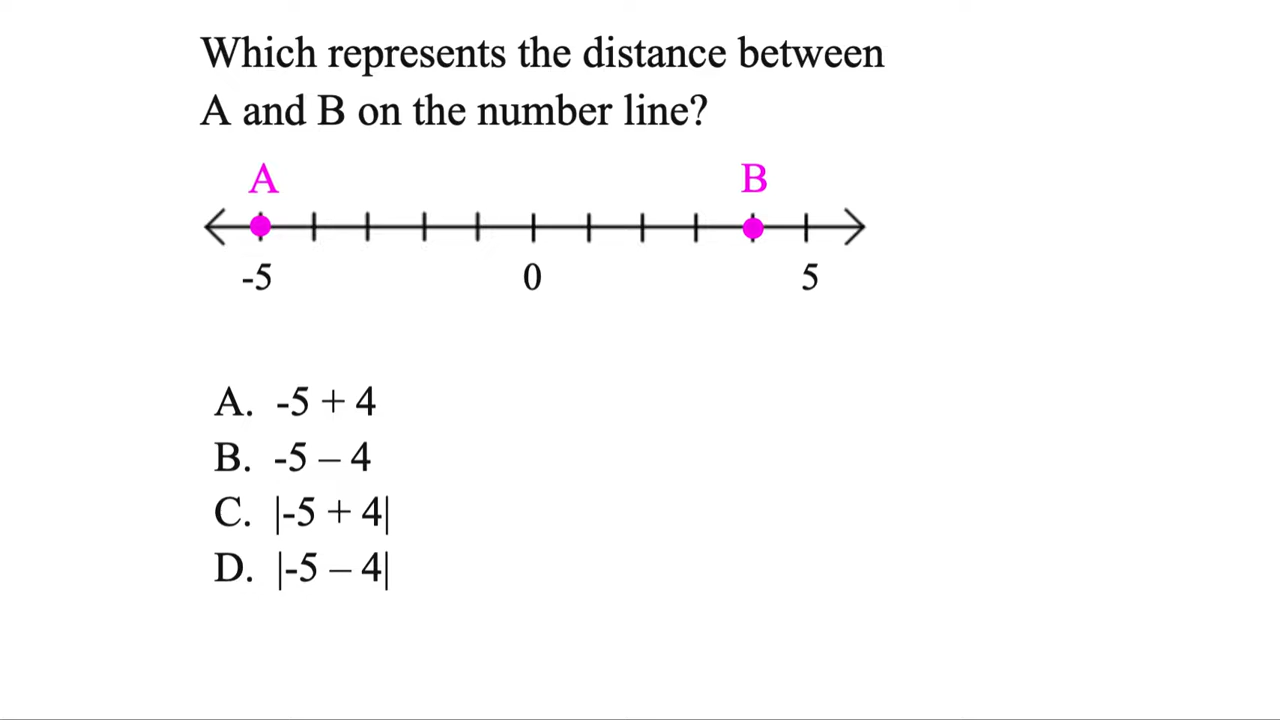 Which represents the distance between
A and B on the number line?
A B
-5 0 5
A. -5 + 4
B. -5 – 4
C. |-5 + 4|
D. |-5 – 4|